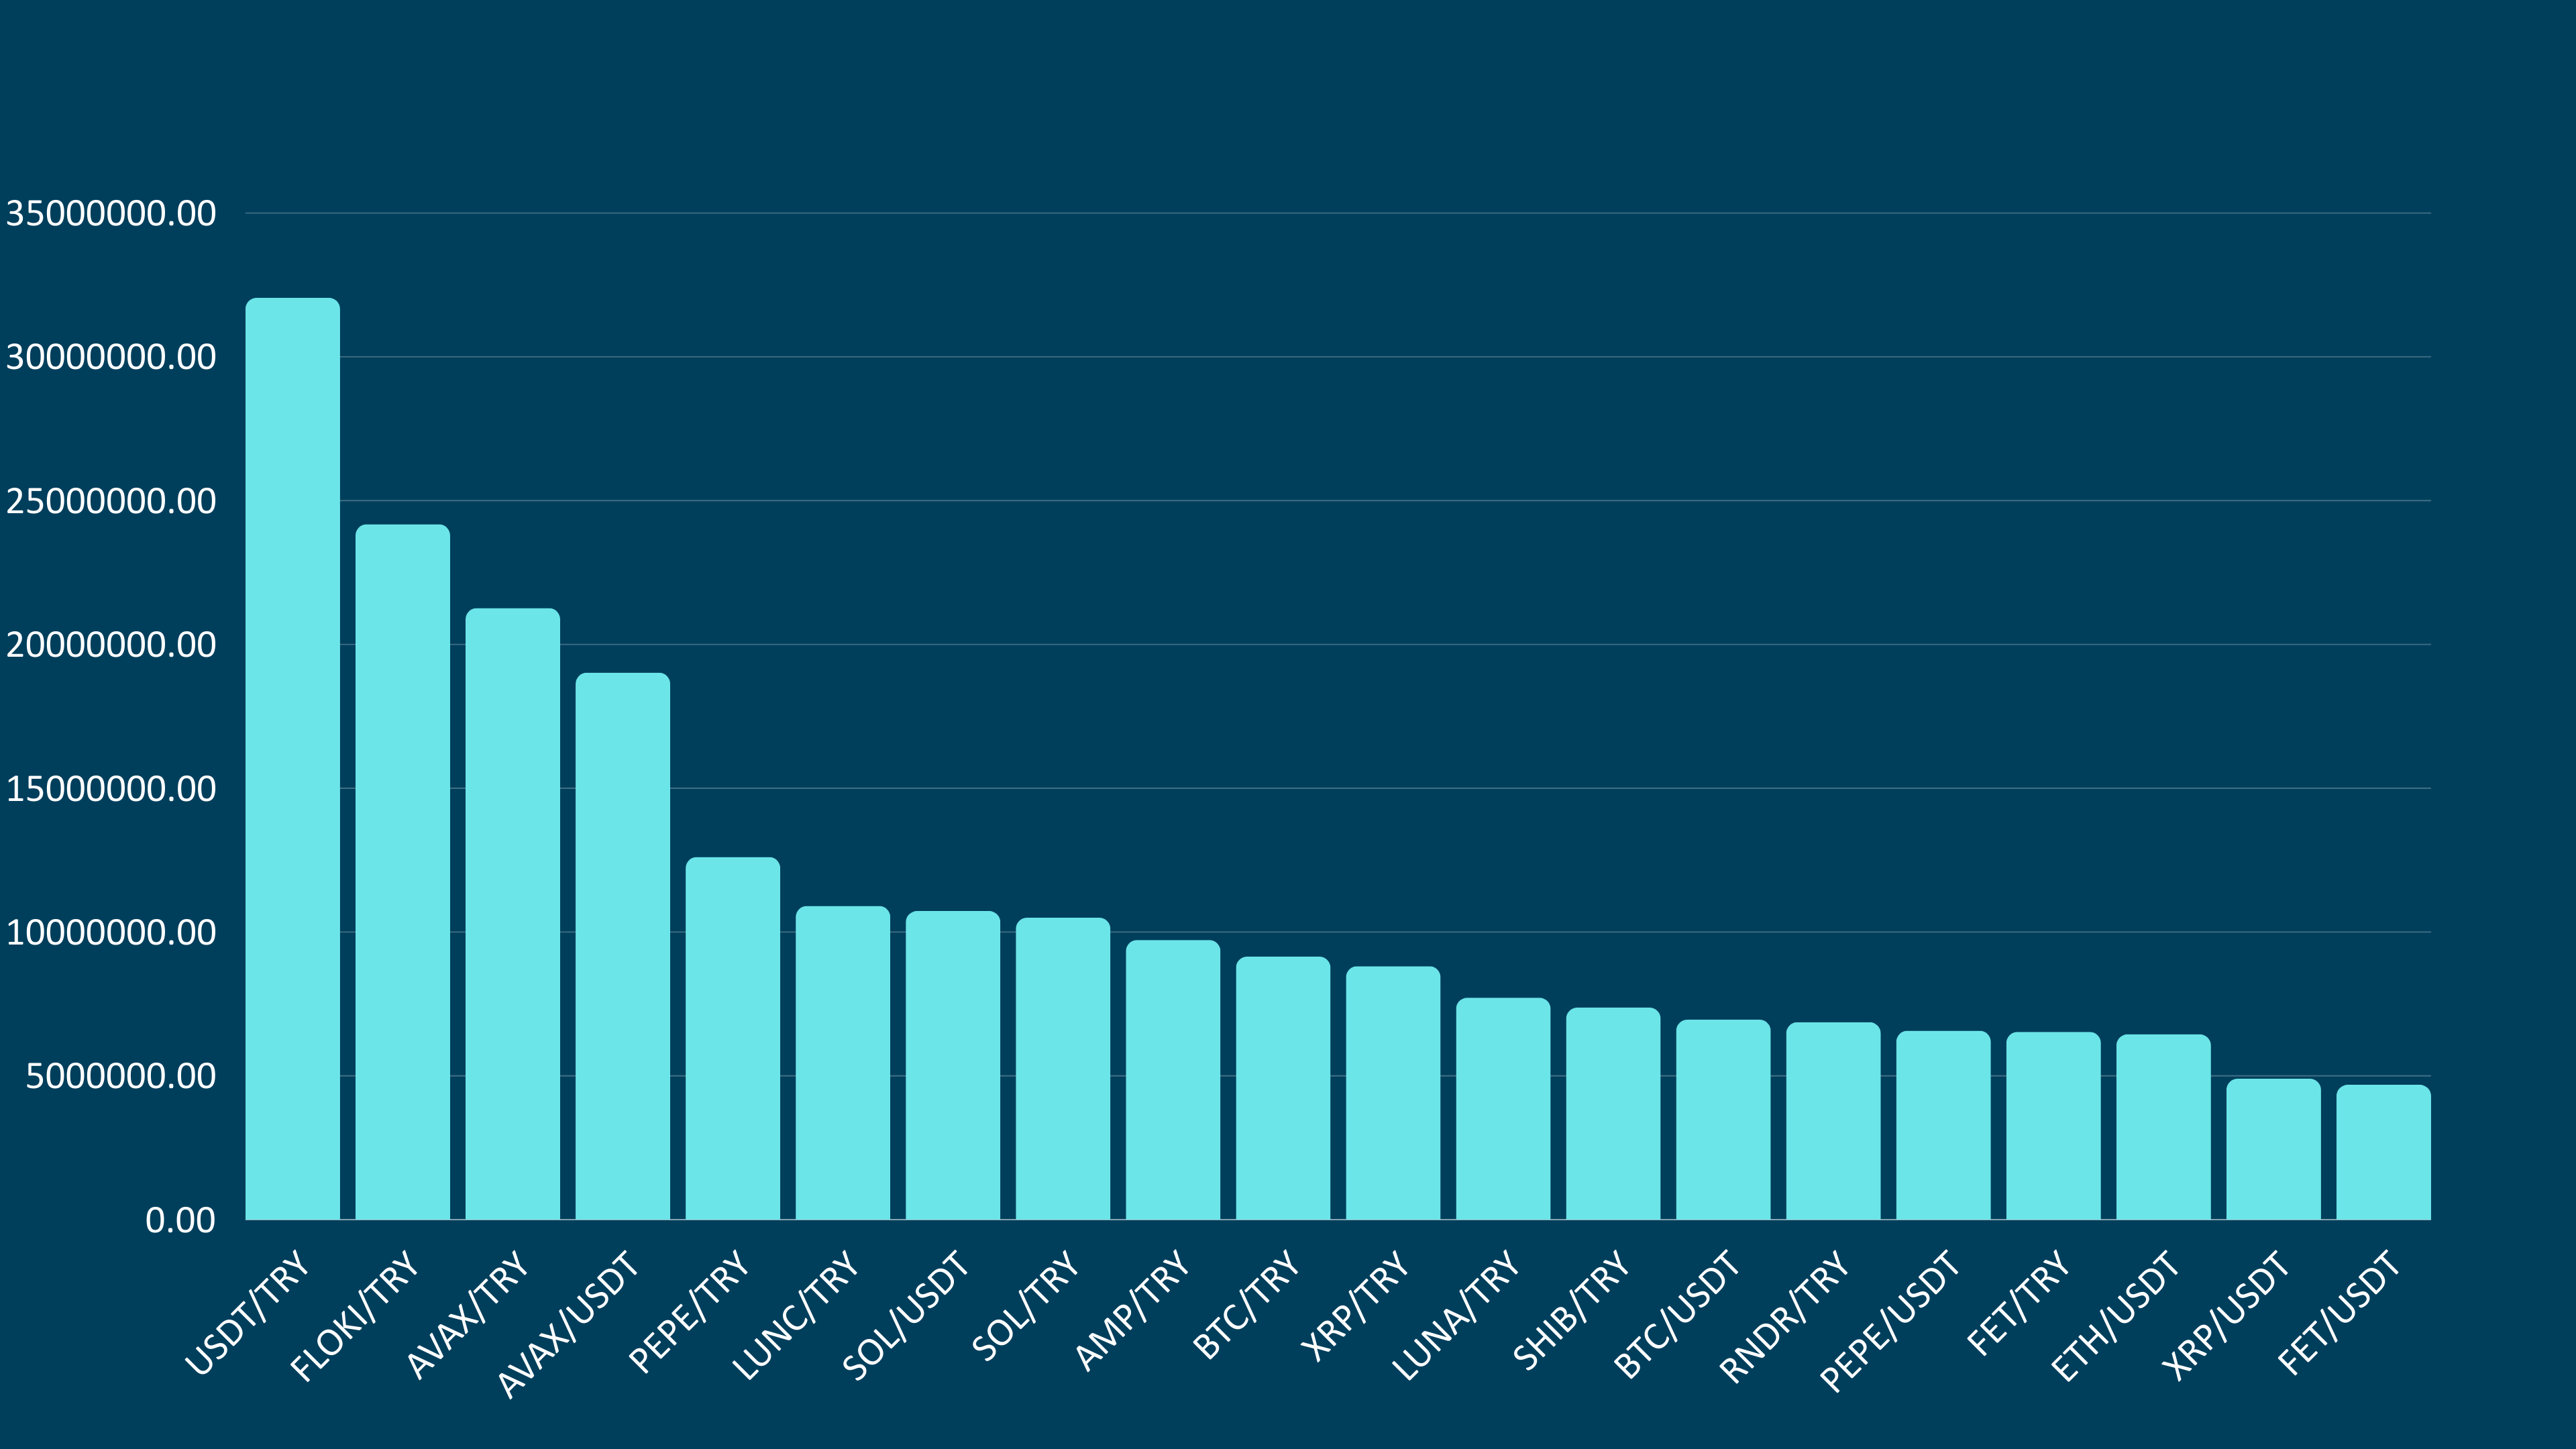 35000000.00
30000000.00
25000000.00
20000000.00
15000000.00
10000000.00
5000000.00
0.00
USDT/TRY
FLOKI/TRY
AVAX/TRY
AVAX/USDT
PEPE/TRY
LUNC/TRY
SOL/USDT
SOL/TRY
AMP/TRY
BTC/TRY
XRP/TRY
LUNA/TRY
SHIB/TRY
BTC/USDT
RNDR/TRY
PEPE/USDT
FET/TRY
ETH/USDT
XRP/USDT
FET/USDT